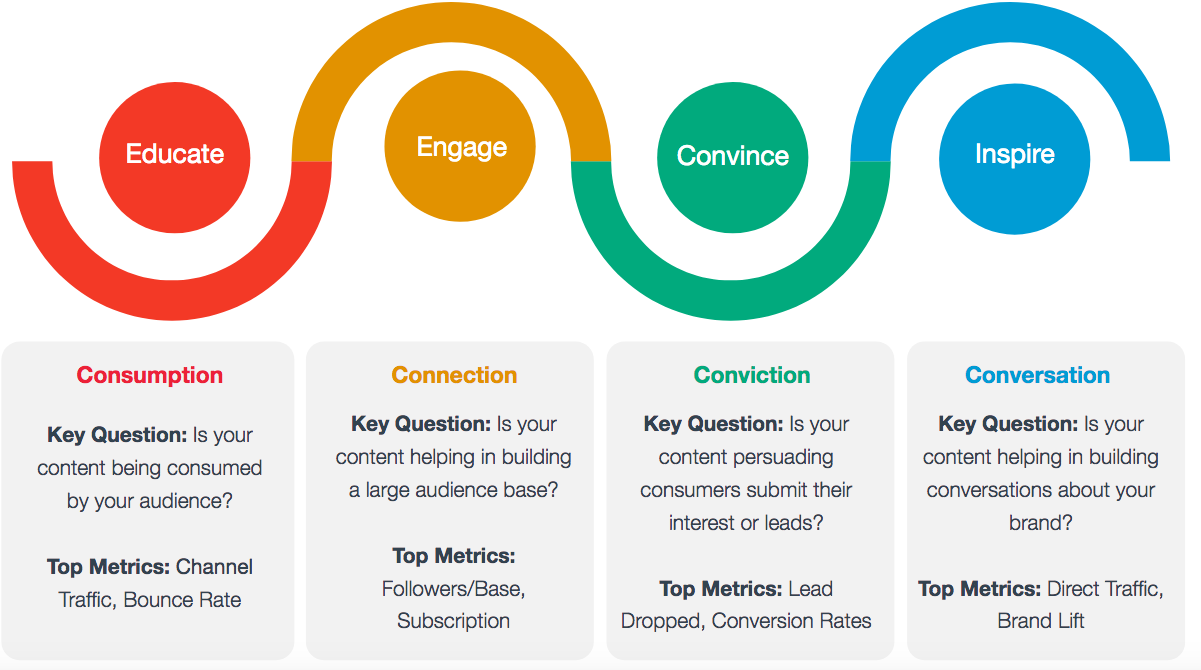 Educate
Engage
Convince
Inspire
Consumption
Key Question: Is your
content being consumed
by your audience?
Top Metrics: Channel
Traffic, Bounce Rate
Connection
Key Question: Is your
content helping in building
a large audience base?
Top Metrics:
Followers/Base,
Subscription
Conviction
Key Question: Is your
content persuading
consumers submit their
interest or leads?
Top Metrics: Lead
Dropped, Conversion Rates
Conversation
Key Question: Is your
content helping in building
conversations about your
brand?
Top Metrics: Direct Traffic,
Brand Lift